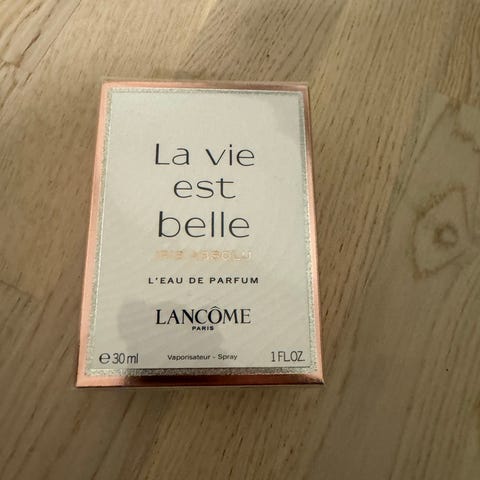 La vie
est
belle
IRIS ABSOLU
L'EAU DE PARFUM
LANCÔME
PARIS
e 30 ml Vaporisateur - Spray 1 FL.OZ.